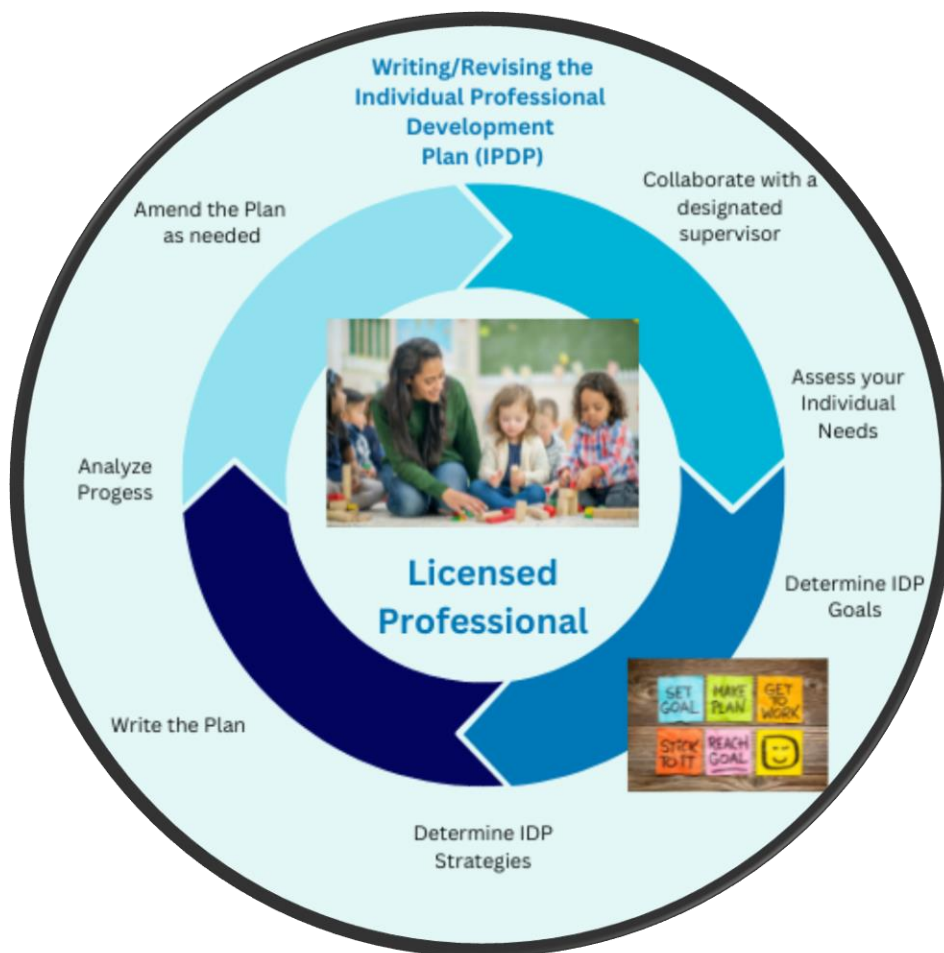 Writing/Revising the
Individual Professional
Development
Plan (IPDP)
Collaborate with a
designated
supervisor
Assess your
Individual
Needs
Determine IDP
Goals
Determine IDP
Strategies
Write the Plan
Analyze
Progess
Amend the Plan
as needed
Licensed
Professional
SET
GOAL
MAKE
PLAN
GET
TO
WORK
STICK
TO IT
REACH
GOAL